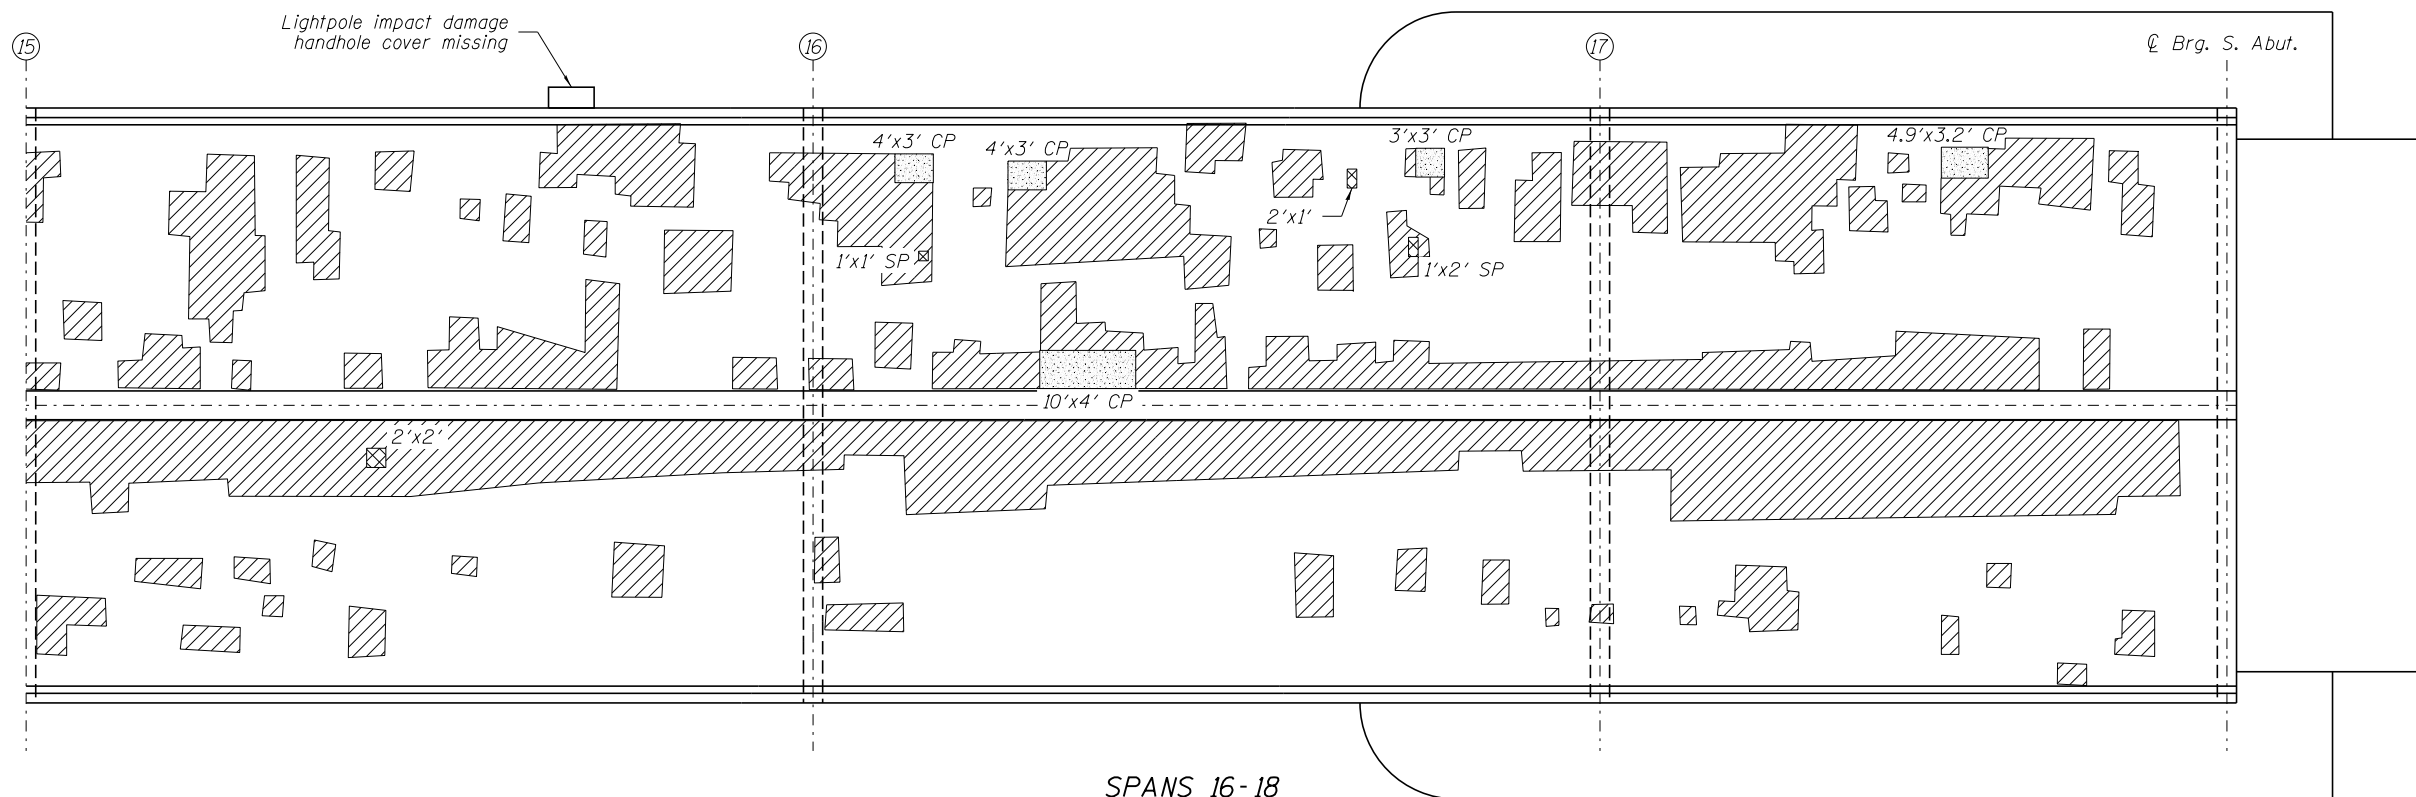 Lightpole impact damage
handhole cover missing
15
16
17
℄ Brg. S. Abut.
4'x3' CP
4'x3' CP
3'x3' CP
4.9'x3.2' CP
2'x1'
1'x1' SP
1'x2' SP
10'x4' CP
2'x2'
SPANS 16-18